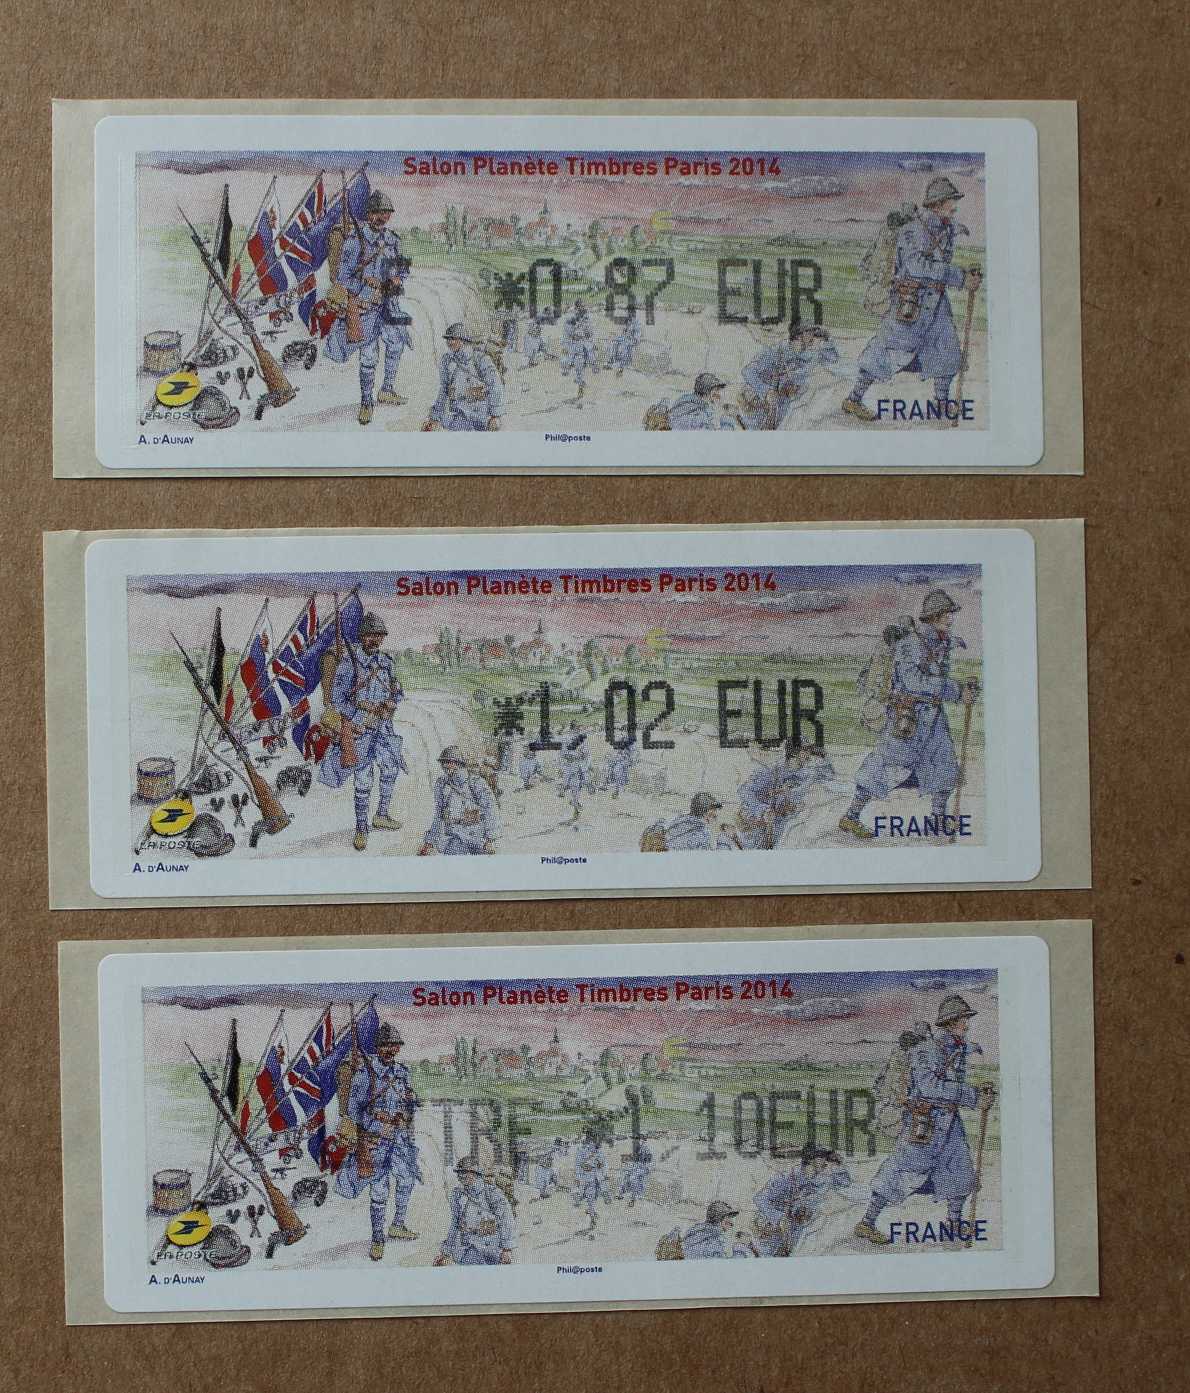 Salon Planète Timbres Paris 2014
E *0,87 EUR
LA POSTE
FRANCE
A. D'AUNAY
Phil@poste
Salon Planète Timbres Paris 2014
*1,02 EUR
LA POSTE
FRANCE
A. D'AUNAY
Phil@poste
Salon Planète Timbres Paris 2014
TRE *1,10EUR
LA POSTE
FRANCE
A. D'AUNAY
Phil@poste